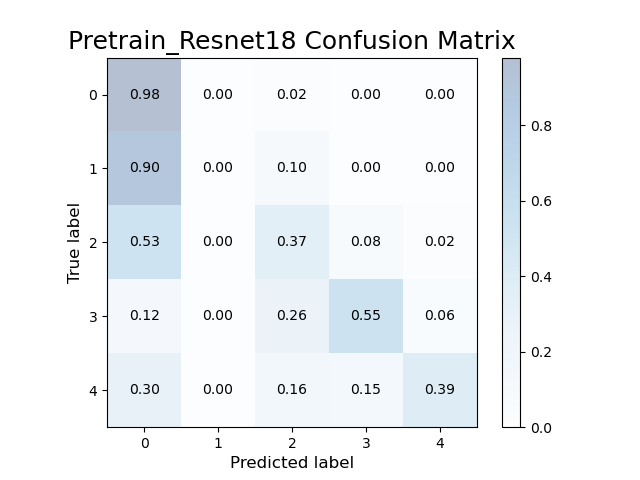 Pretrain_Resnet18 Confusion Matrix
True label
0 0.98 0.00 0.02 0.00 0.00
1 0.90 0.00 0.10 0.00 0.00
2 0.53 0.00 0.37 0.08 0.02
3 0.12 0.00 0.26 0.55 0.06
4 0.30 0.00 0.16 0.15 0.39
0 1 2 3 4
Predicted label
0.8
0.6
0.4
0.2
0.0